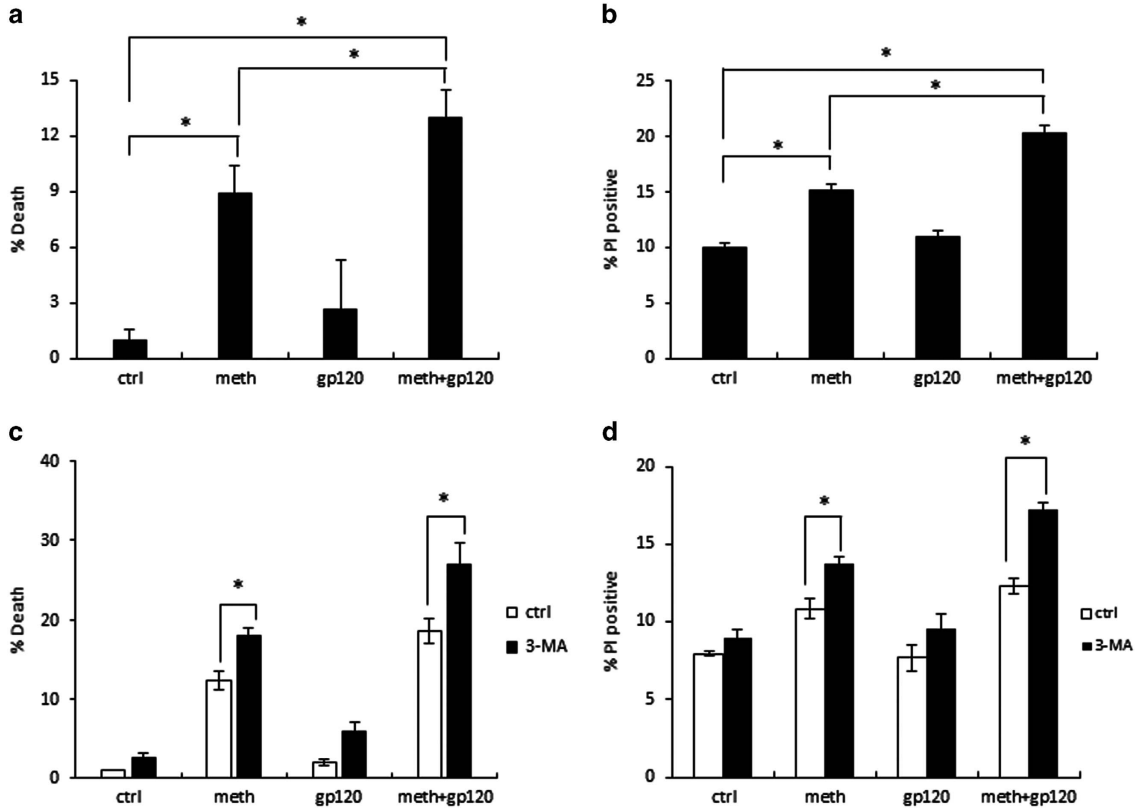 a
*
*
*
15
12
9
6
3
0
% Death
ctrl
meth
gp120
meth+gp120
b
*
*
*
25
20
15
10
5
0
% PI positive
ctrl
meth
gp120
meth+gp120
c
*
*
40
30
20
10
0
% Death
ctrl
3-MA
ctrl
meth
gp120
meth+gp120
d
*
*
20
15
10
5
0
% PI positive
ctrl
3-MA
ctrl
meth
gp120
meth+gp120